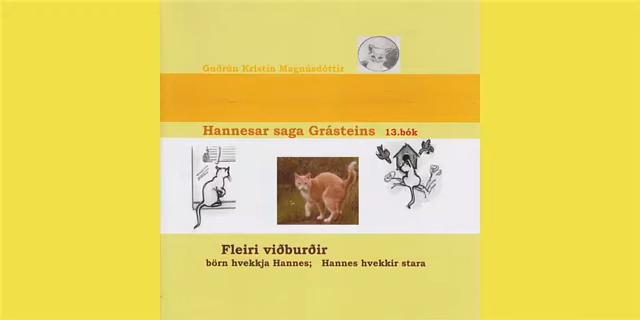 Guðrún Kristín Magnúsdóttir
Hannesar saga Grásteins 13.bók
Fleiri viðburðir
börn hvekkja Hannes; Hannes hvekkir stara